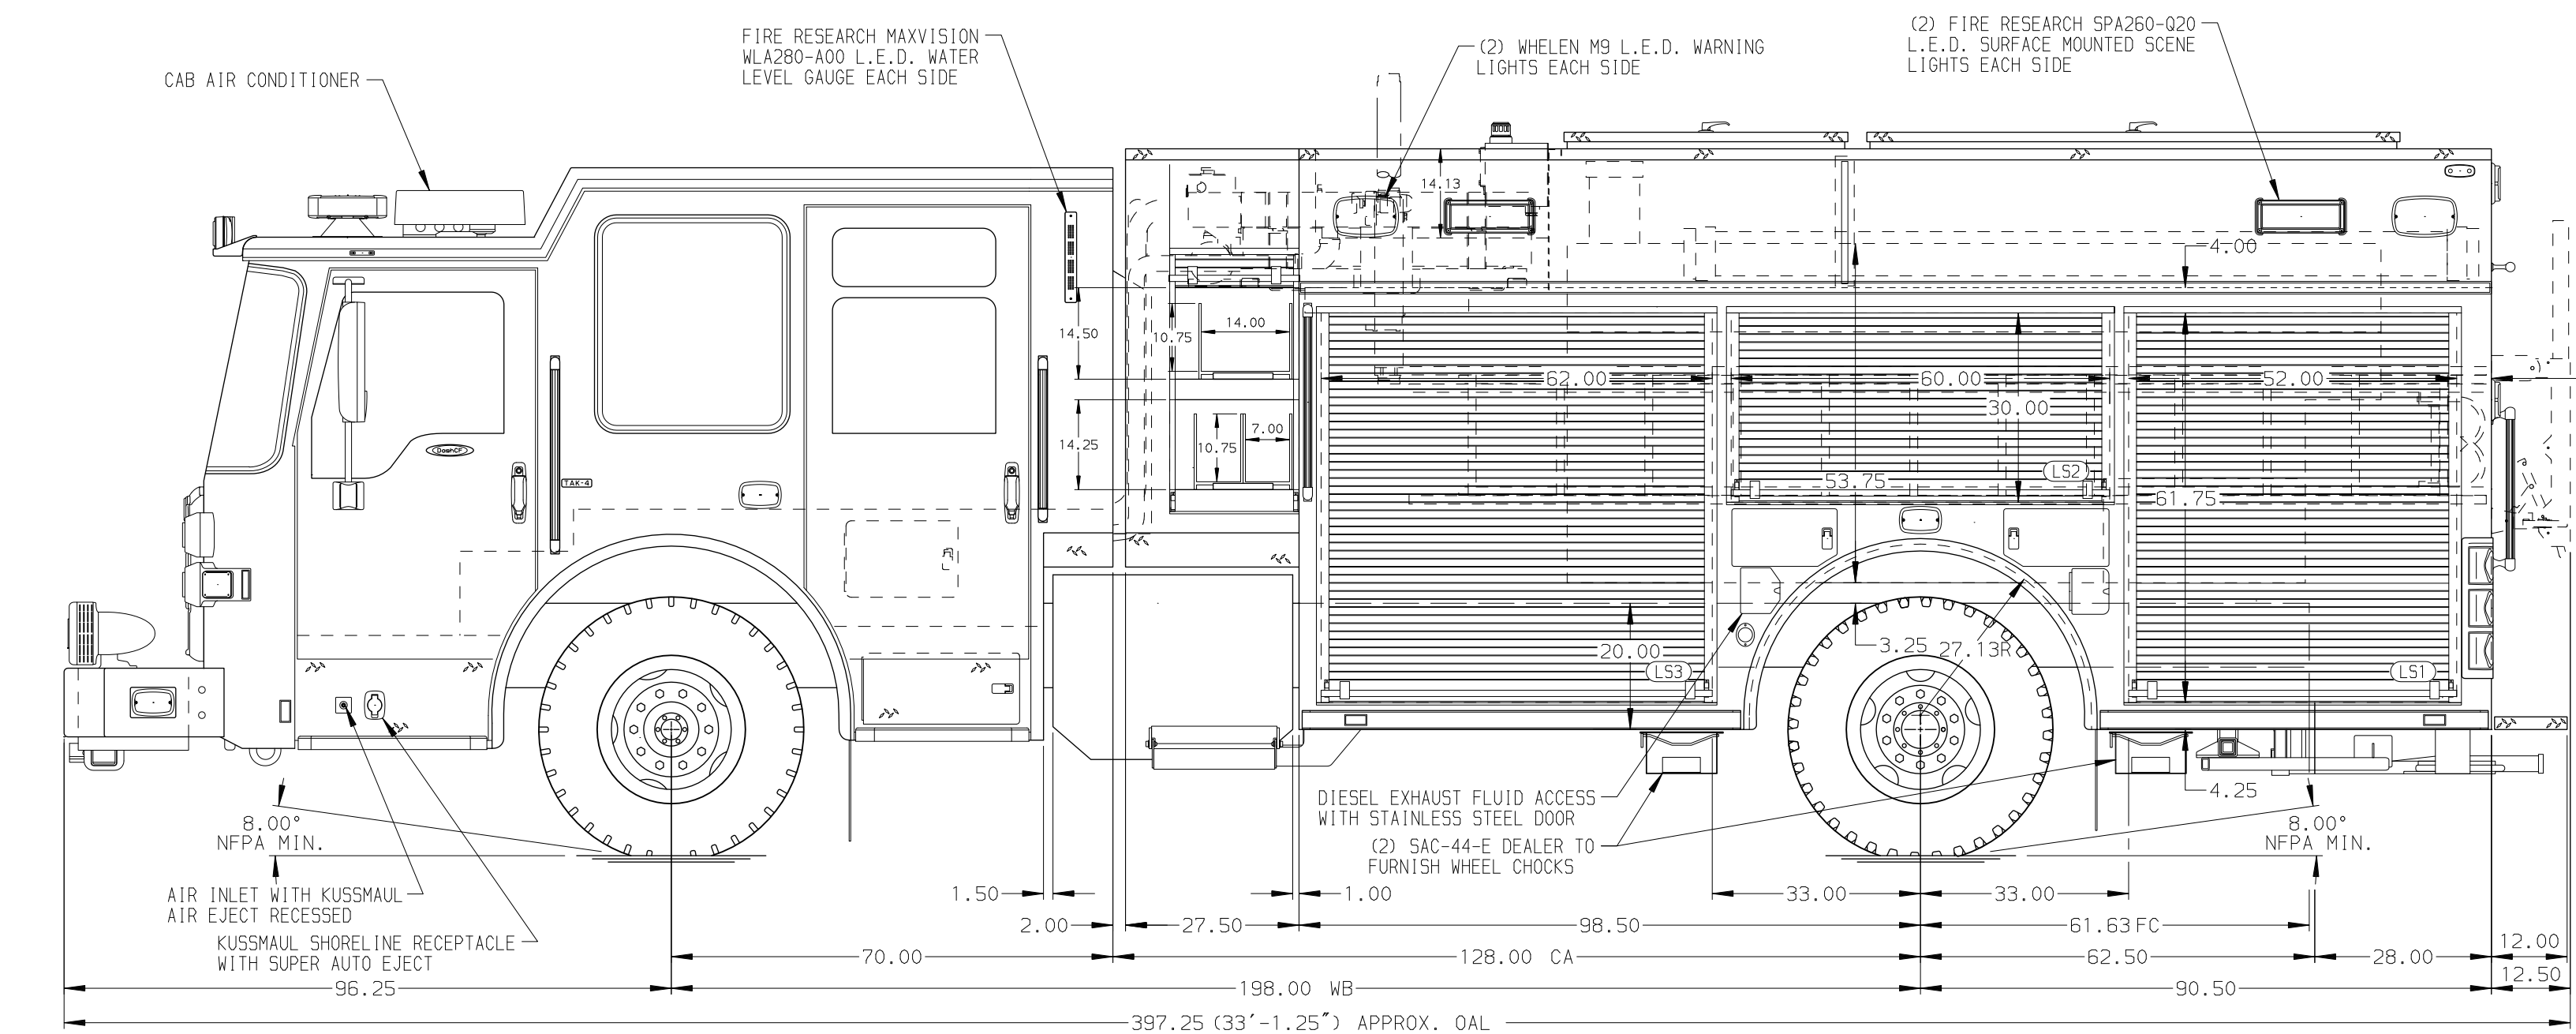 FIRE RESEARCH MAXVISION
WLA280-A00 L.E.D. WATER
LEVEL GAUGE EACH SIDE
(2) WHELEN M9 L.E.D. WARNING
LIGHTS EACH SIDE
(2) FIRE RESEARCH SPA260-Q20
L.E.D. SURFACE MOUNTED SCENE
LIGHTS EACH SIDE
CAB AIR CONDITIONER
14.13
4.00
14.50
10.75
14.00
62.00
60.00
52.00
30.00
14.25
10.75
7.00
DashCF
TAK-4
LS2
53.75
61.75
20.00
3.25
27.13R
LS3
LS1
4.25
DIESEL EXHAUST FLUID ACCESS
WITH STAINLESS STEEL DOOR
(2) SAC-44-E DEALER TO
FURNISH WHEEL CHOCKS
8.00°
NFPA MIN.
8.00°
NFPA MIN.
AIR INLET WITH KUSSMAUL
AIR EJECT RECESSED
KUSSMAUL SHORELINE RECEPTACLE
WITH SUPER AUTO EJECT
1.50
1.00
33.00
33.00
2.00
27.50
98.50
61.63 FC
70.00
128.00 CA
62.50
28.00
12.00
96.25
198.00 WB
90.50
12.50
397.25 (33'-1.25") APPROX. OAL